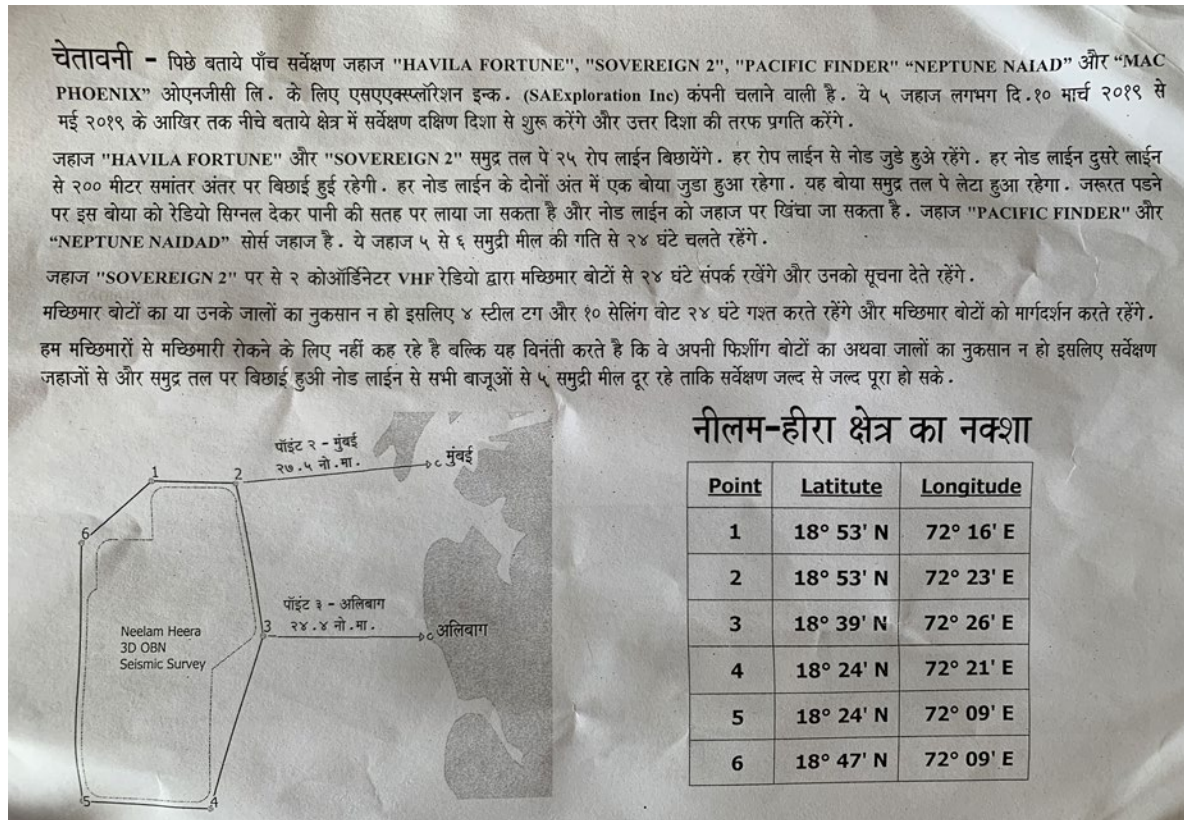 चेतावनी - पिछे बताये पाँच सर्वेक्षण जहाज "HAVILA FORTUNE", "SOVEREIGN 2", "PACIFIC FINDER" “NEPTUNE NAIAD” और “MAC
PHOENIX” ओएनजीसी लि. के लिए एसएएक्स्प्लॉरेशन इन्क. (SAExploration Inc) कंपनी चलाने वाली है. ये ५ जहाज लगभग दि.१० मार्च २०१९ से
मई २०१९ के आखिर तक नीचे बताये क्षेत्र में सर्वेक्षण दक्षिण दिशा से शुरू करेंगे और उत्तर दिशा की तरफ प्रगति करेंगे.
जहाज "HAVILA FORTUNE" और "SOVEREIGN 2" समुद्र तल पे २५ रोप लाईन बिछायेंगे. हर रोप लाईन से नोड जुडे हुअे रहेंगे. हर नोड लाईन दुसरे लाईन
से २०० मीटर समांतर अंतर पर बिछाई हुई रहेगी. हर नोड लाईन के दोनों अंत में एक बोया जुडा हुआ रहेगा. यह बोया समुद्र तल पे लेटा हुआ रहेगा. जरूरत पडने
पर इस बोया को रेडियो सिग्नल देकर पानी की सतह पर लाया जा सकता है और नोड लाईन को जहाज पर खिंचा जा सकता है. जहाज "PACIFIC FINDER" और
“NEPTUNE NAIDAD” सोर्स जहाज है. ये जहाज ५ से ६ समुद्री मील की गति से २४ घंटे चलते रहेंगे.
जहाज "SOVEREIGN 2" पर से २ कोऑर्डिनेटर VHF रेडियो द्वारा मच्छिमार बोटों से २४ घंटे संपर्क रखेंगे और उनको सूचना देते रहेंगे.
मच्छिमार बोटों का या उनके जालों का नुकसान न हो इसलिए ४ स्टील टग और १० सेलिंग बोट २४ घंटे गश्त करते रहेंगे और मच्छिमार बोटों को मार्गदर्शन करते रहेंगे.
हम मच्छिमारों से मच्छिमारी रोकने के लिए नहीं कह रहे है बल्कि यह विनंती करते है कि वे अपनी फिशींग बोटों का अथवा जालों का नुकसान न हो इसलिए सर्वेक्षण
जहाजों से और समुद्र तल पर बिछाई हुअी नोड लाईन से सभी बाजूओं से ५ समुद्री मील दूर रहे ताकि सर्वेक्षण जल्द से जल्द पूरा हो सके.
पॉइंट २ - मुंबई
२७.५ नो.मा.
मुंबई
1
2
6
पॉइंट ३ - अलिबाग
२४.४ नो.मा.
3
अलिबाग
Neelam Heera
3D OBN
Seismic Survey
5
4
नीलम-हीरा क्षेत्र का नक्शा
Point Latitute Longitude
1 18° 53' N 72° 16' E
2 18° 53' N 72° 23' E
3 18° 39' N 72° 26' E
4 18° 24' N 72° 21' E
5 18° 24' N 72° 09' E
6 18° 47' N 72° 09' E